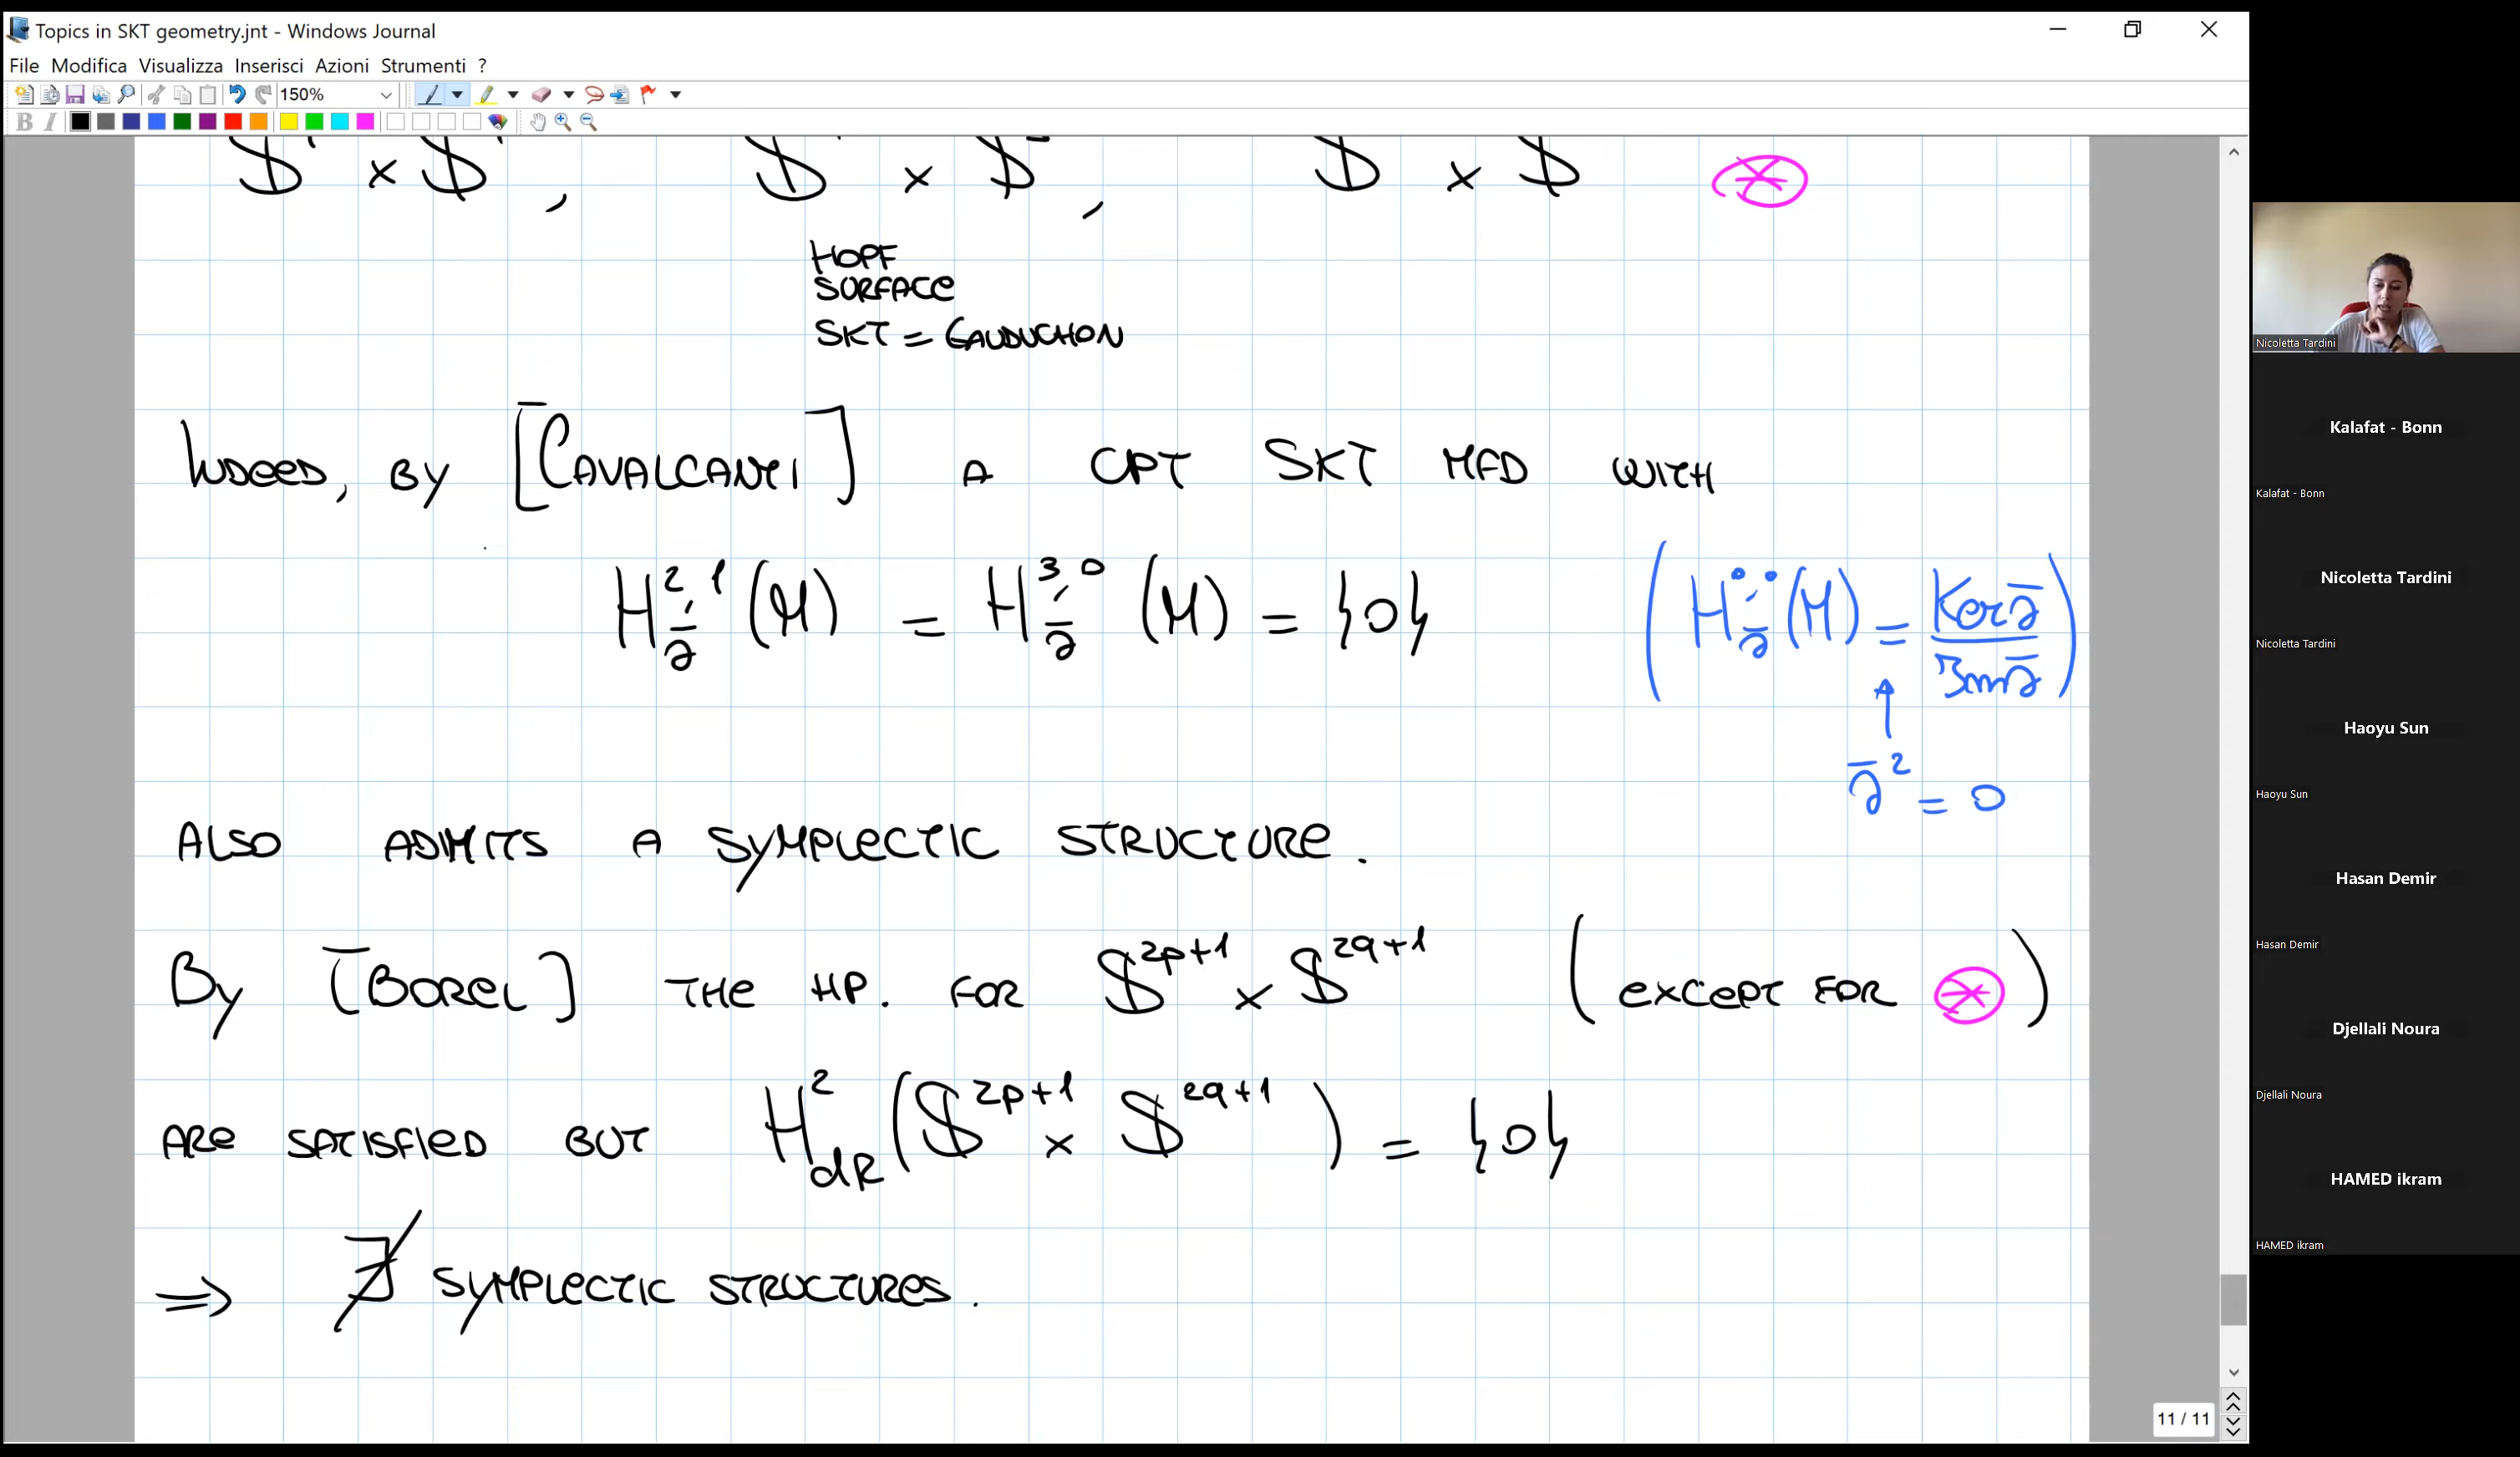 Topics in SKT geometry.jnt - Windows Journal
File Modifica Visualizza Inserisci Azioni Strumenti ?
150%
B I
𝕊 × 𝕊 , 𝕊 × 𝕊 , 𝕊 × 𝕊 ⊛
HOPF
SURFACE
SKT = GAUDUCHON
INDEED, BY [CAVALCANTI] A CPT SKT MFD WITH
H^{2,1}_{∂̄}(M) = H^{3,0}_{∂̄}(M) = {0} ( H^{•,•}_{∂̄}(M) = Ker ∂̄ / Im ∂̄ )
↑
∂̄² = 0
ALSO ADMITS A SYMPLECTIC STRUCTURE.
BY [BOREL] THE HP. FOR 𝕊^{2p+1} × 𝕊^{2q+1} (EXCEPT FOR ⊛)
ARE SATISFIED BUT H²_{dR}(𝕊^{2p+1} × 𝕊^{2q+1}) = {0}
⟹ ∄ SYMPLECTIC STRUCTURES.
11 / 11
Nicoletta Tardini
Kalafat - Bonn
Kalafat - Bonn
Nicoletta Tardini
Nicoletta Tardini
Haoyu Sun
Haoyu Sun
Hasan Demir
Hasan Demir
Djellali Noura
Djellali Noura
HAMED ikram
HAMED ikram